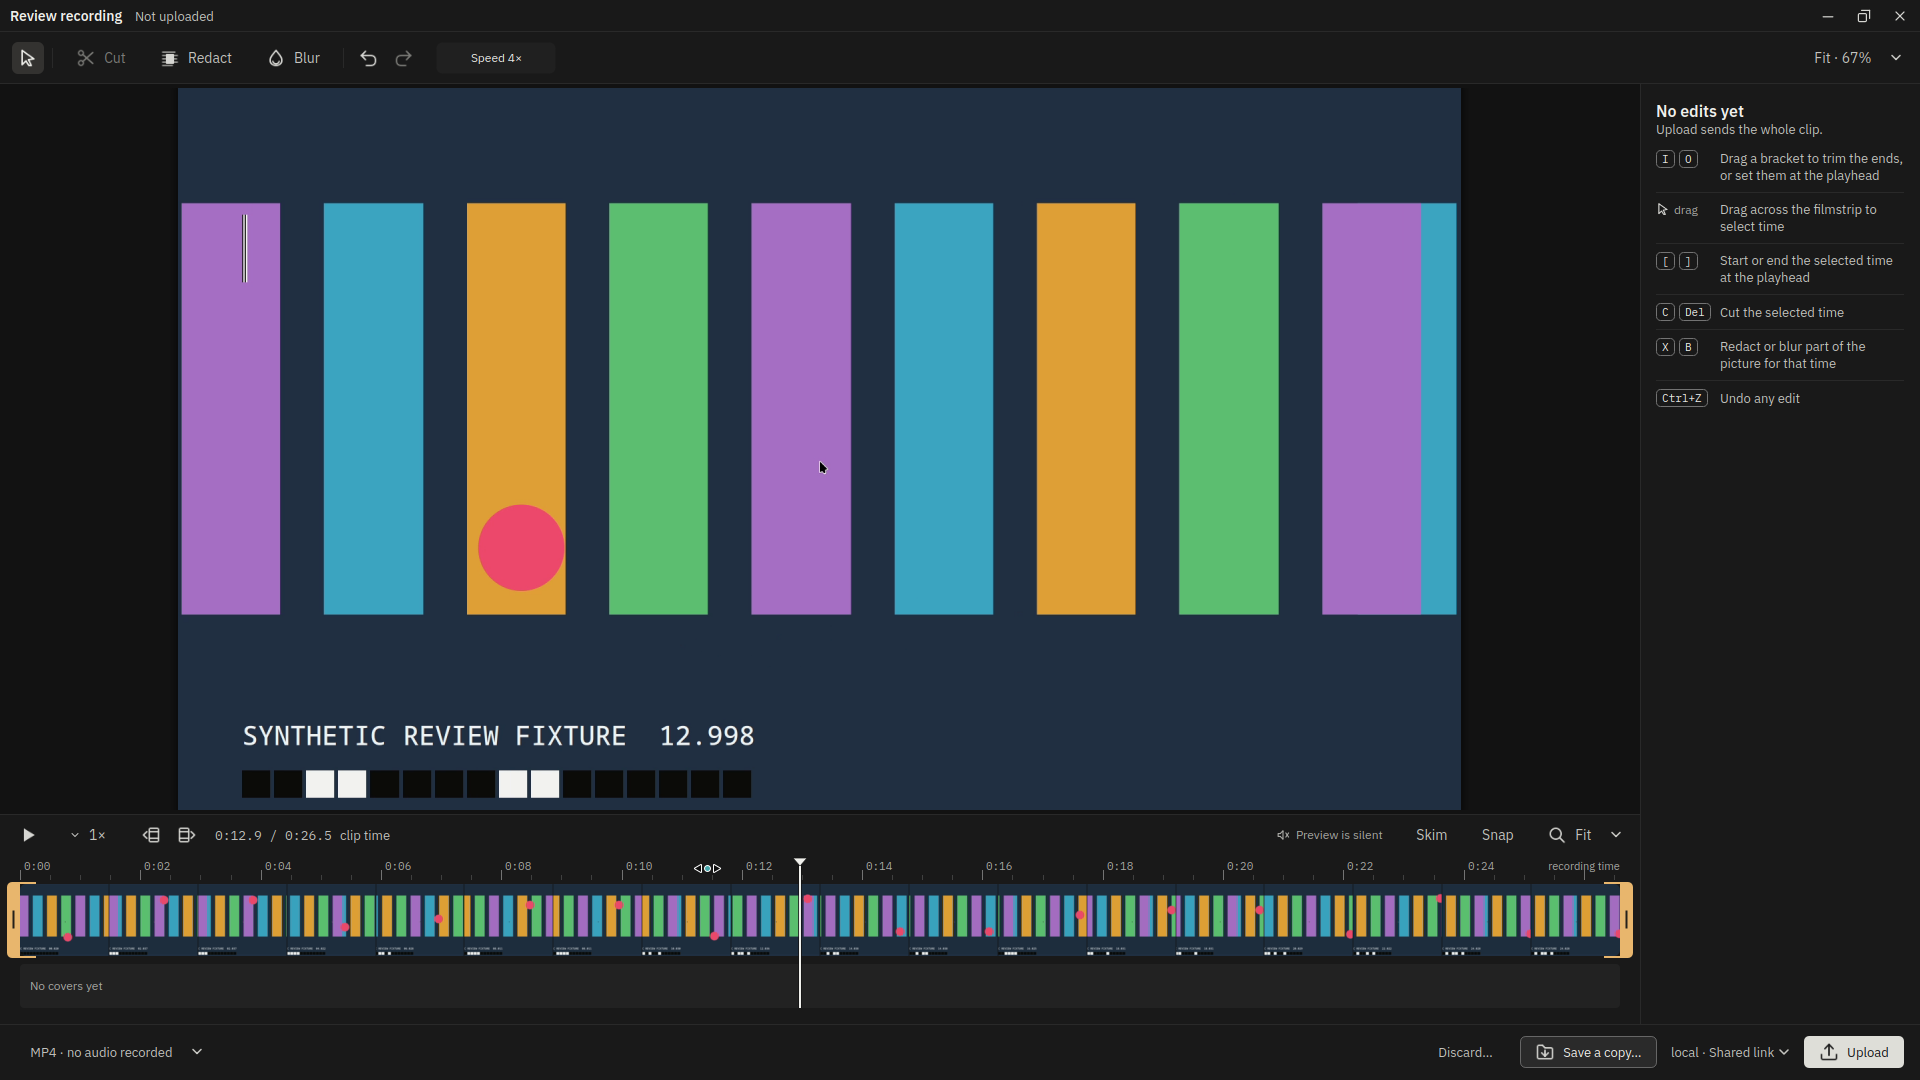 Review recording Not uploaded
Cut Redact Blur Speed 4× Fit · 67%
No edits yet
Upload sends the whole clip.
I O Drag a bracket to trim the ends,
or set them at the playhead
drag Drag across the filmstrip to
select time
[ ] Start or end the selected time
at the playhead
C Del Cut the selected time
X B Redact or blur part of the
picture for that time
Ctrl+Z Undo any edit
SYNTHETIC REVIEW FIXTURE 12.998
1× 0:12.9 / 0:26.5 clip time Preview is silent Skim Snap Fit
0:00 0:02 0:04 0:06 0:08 0:10 0:12 0:14 0:16 0:18 0:20 0:22 0:24 recording time
No covers yet
MP4 · no audio recorded Discard... Save a copy... local · Shared link Upload